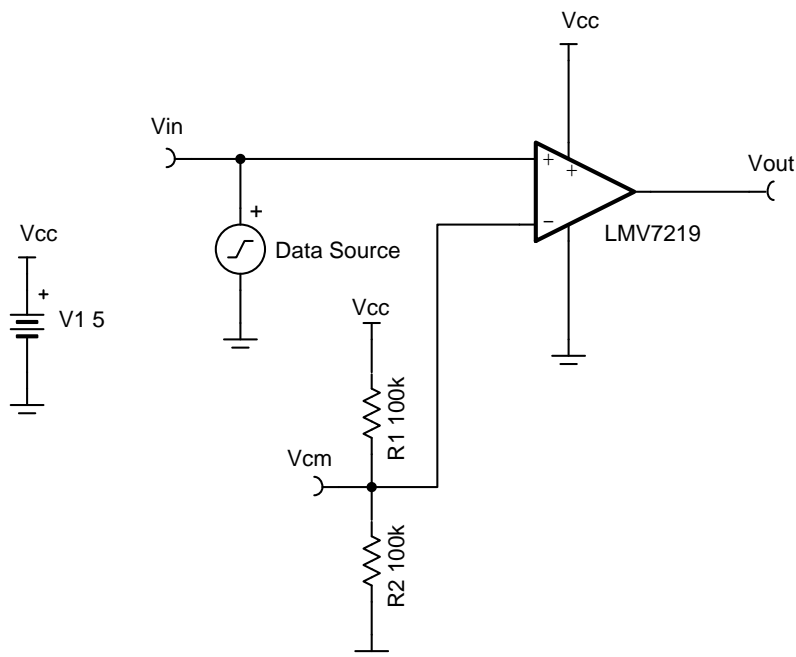 Vcc
Vin
Vout
+
+
+
−
LMV7219
Vcc
+
Data Source
+
V1 5
Vcc
R1 100k
Vcm
R2 100k